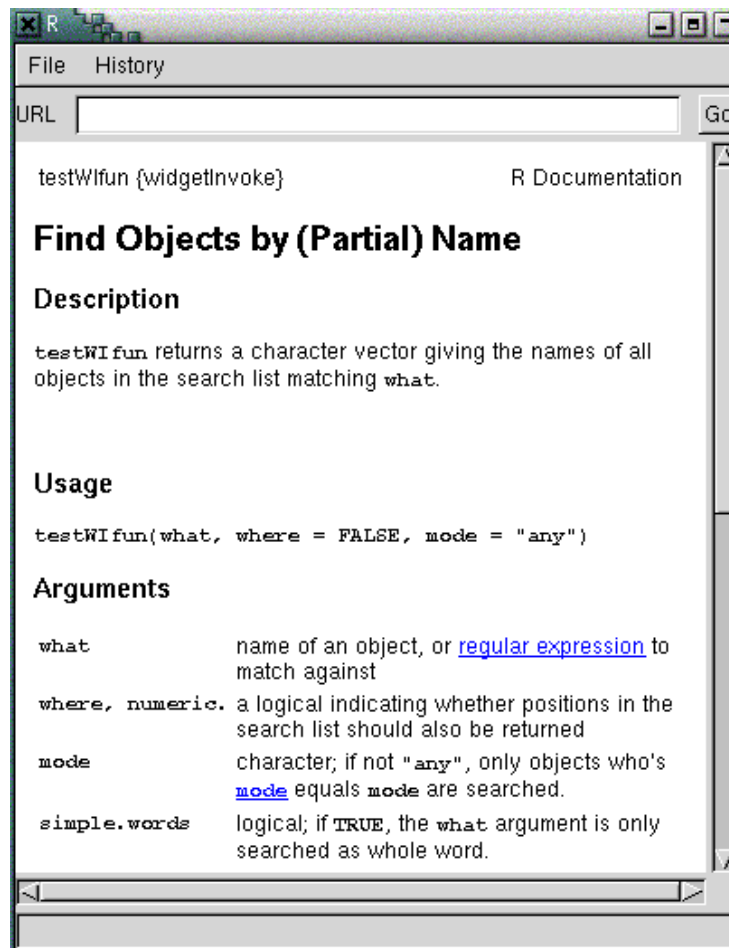 R
File History
URL Go
testWIfun {widgetInvoke} R Documentation
Find Objects by (Partial) Name
Description
testWIfun returns a character vector giving the names of all
objects in the search list matching what.
Usage
testWIfun(what, where = FALSE, mode = "any")
Arguments
what name of an object, or regular expression to
match against
where, numeric. a logical indicating whether positions in the
search list should also be returned
mode character; if not "any", only objects who's
mode equals mode are searched.
simple.words logical; if TRUE, the what argument is only
searched as whole word.